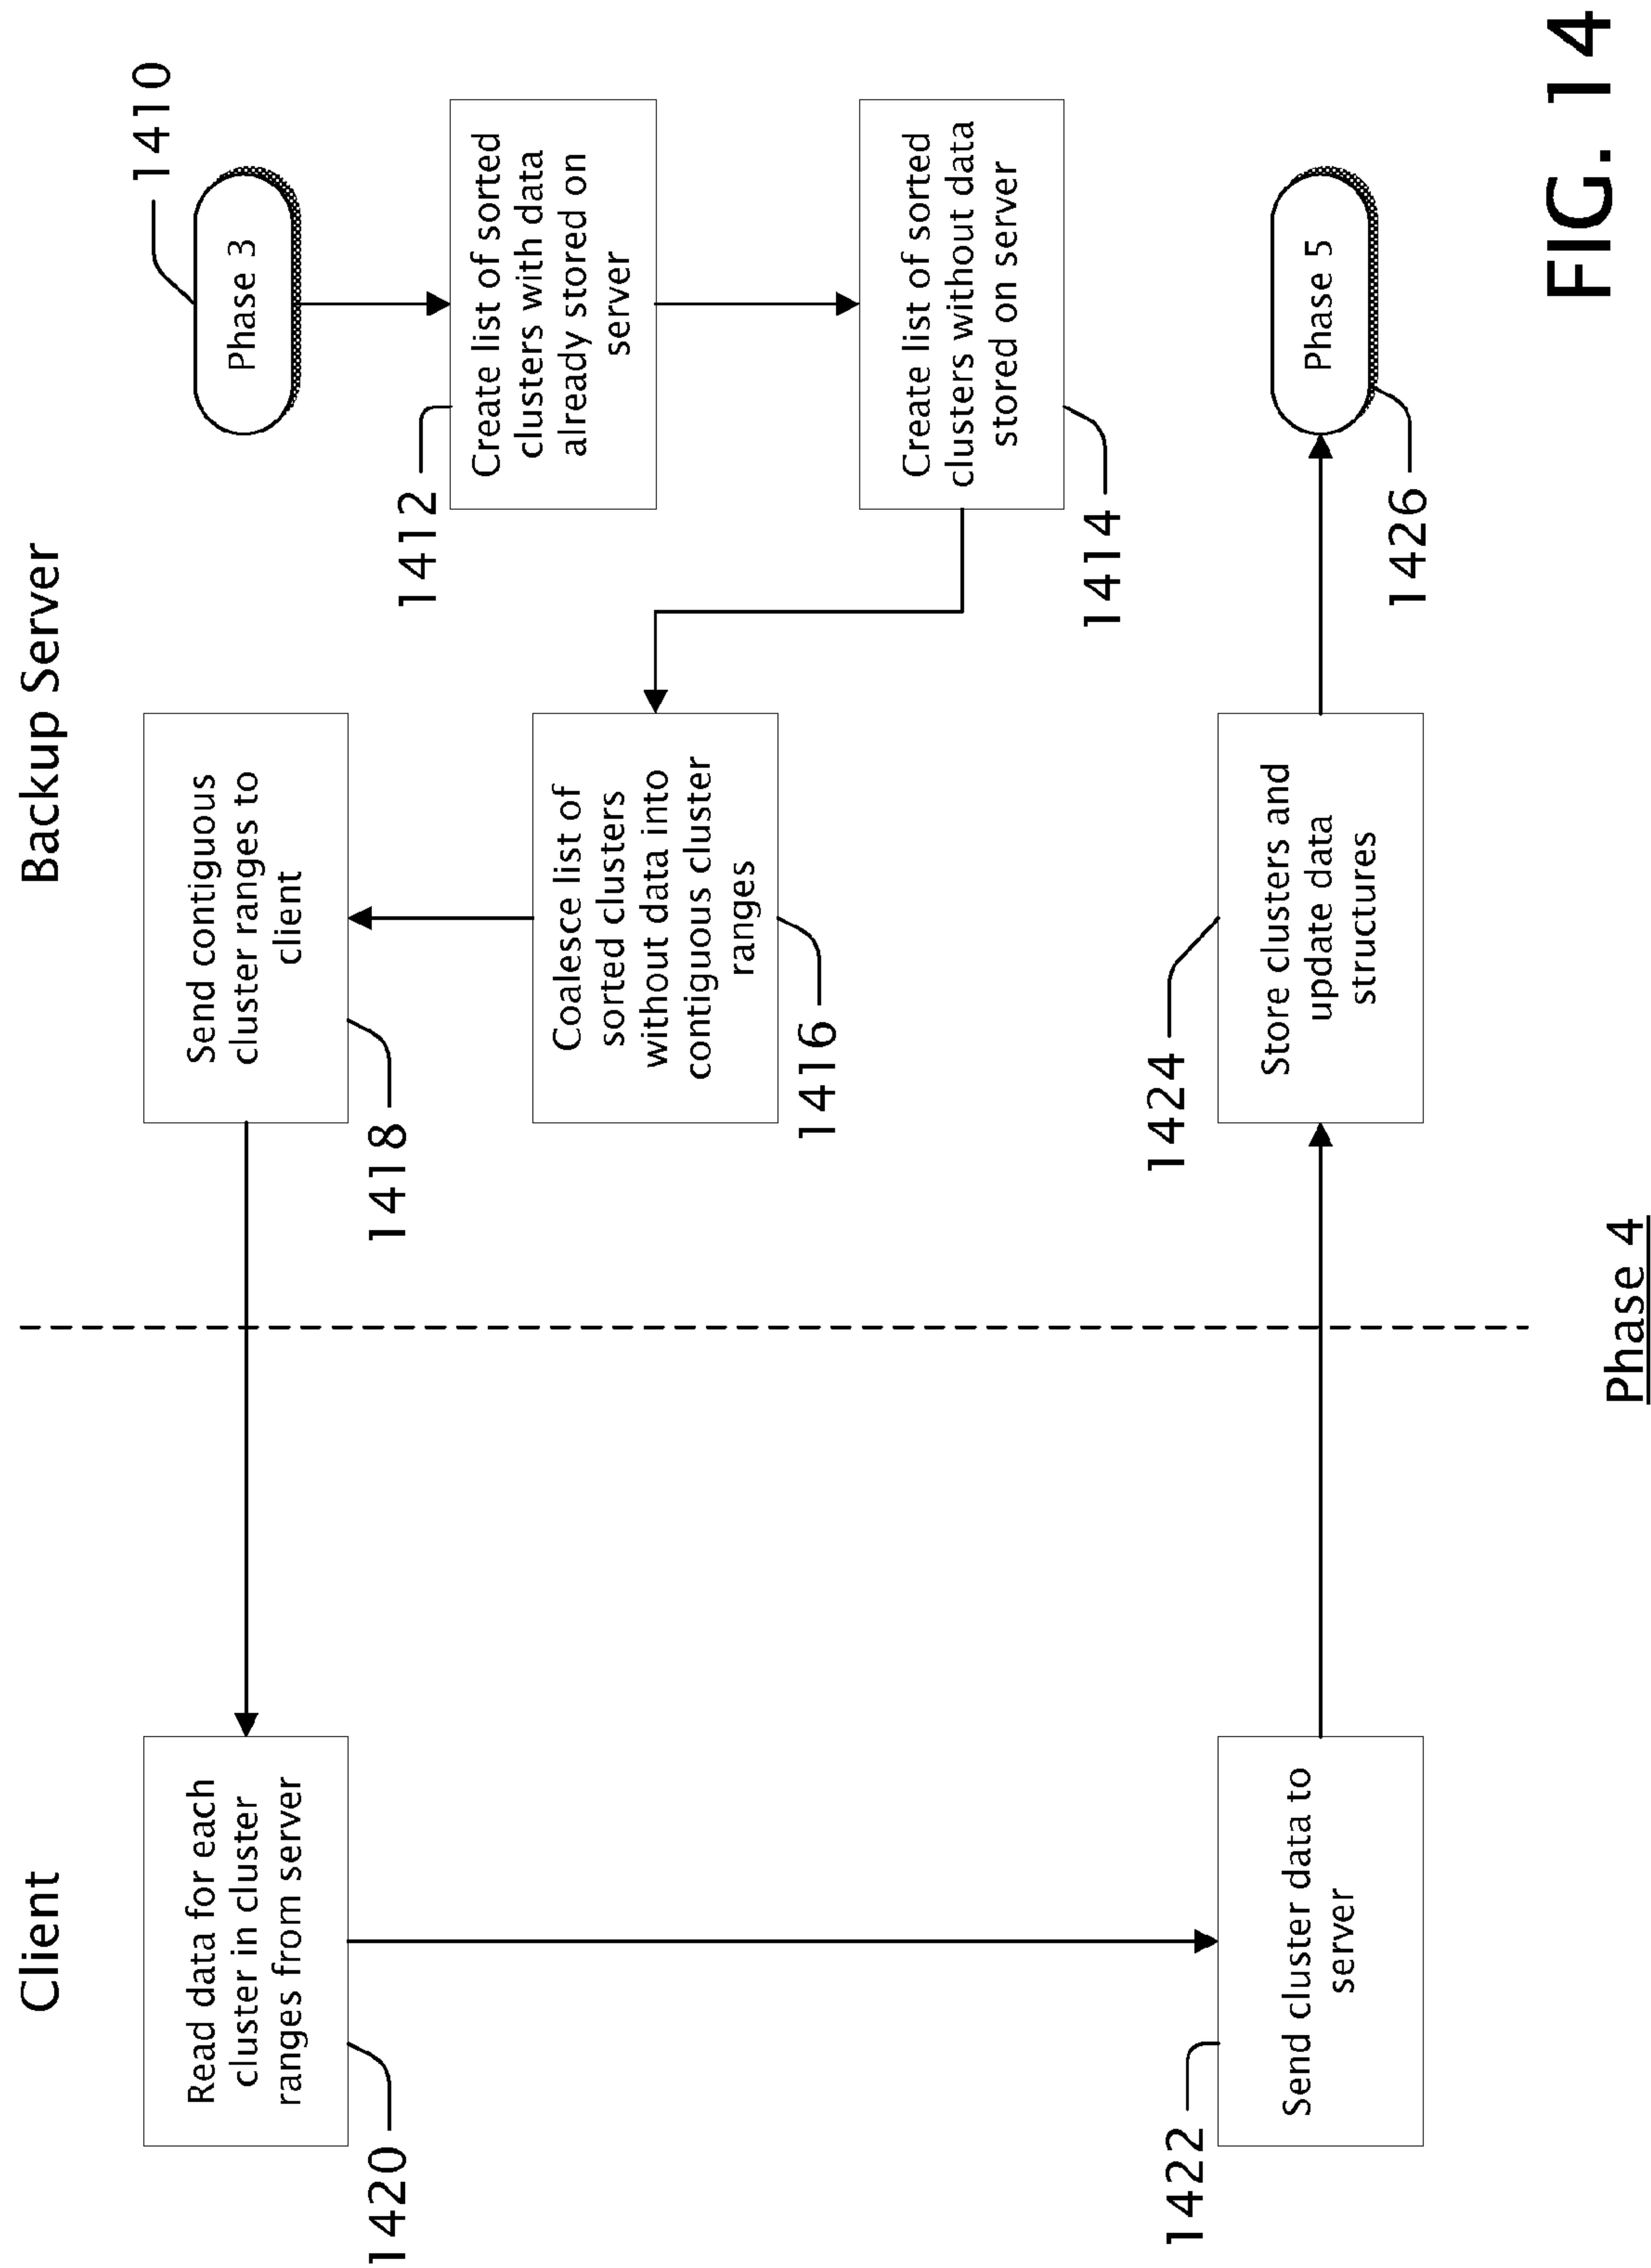 Client
Backup Server
1410
Phase 3
1412
Create list of sorted
clusters with data
already stored on
server
1414
Create list of sorted
clusters without data
stored on server
1416
Coalesce list of
sorted clusters
without data into
contiguous cluster
ranges
1418
Send contiguous
cluster ranges to
client
1420
Read data for each
cluster in cluster
ranges from server
1422
Send cluster data to
server
1424
Store clusters and
update data
structures
Phase 5
1426
Phase 4
FIG. 14